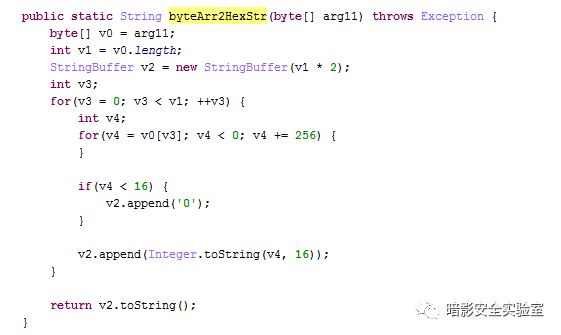 public static String byteArr2HexStr(byte[] arg11) throws Exception {
    byte[] v0 = arg11;
    int v1 = v0.length;
    StringBuffer v2 = new StringBuffer(v1 * 2);
    int v3;
    for(v3 = 0; v3 < v1; ++v3) {
        int v4;
        for(v4 = v0[v3]; v4 < 0; v4 += 256) {
        }

        if(v4 < 16) {
            v2.append('0');
        }

        v2.append(Integer.toString(v4, 16));
    }

    return v2.toString();
}
暗影安全实验室